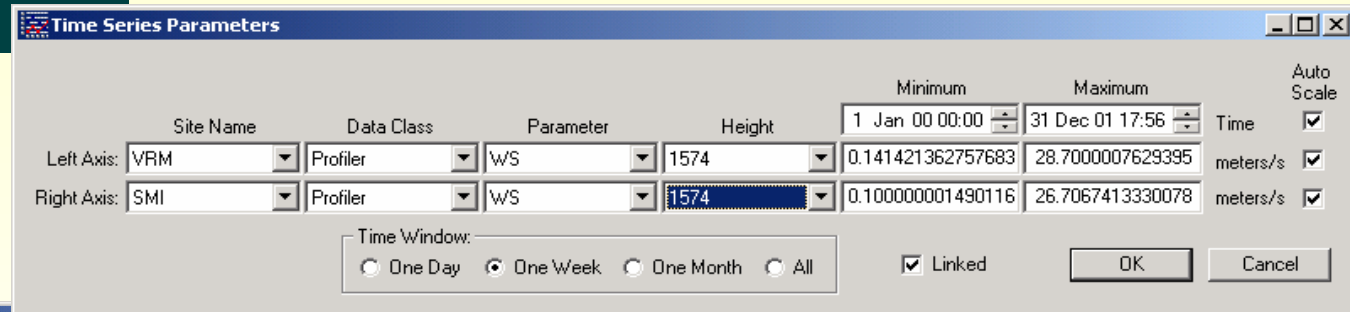 Time Series Parameters
Auto
Scale
Minimum Maximum
Site Name Data Class Parameter Height 1 Jan 00 00:00 31 Dec 01 17:56 Time
Left Axis: VRM Profiler WS 1574 0.141421362757683 28.7000007629395 meters/s
Right Axis: SMI Profiler WS 1574 0.100000001490116 26.7067413330078 meters/s
Time Window:
One Day One Week One Month All Linked OK Cancel